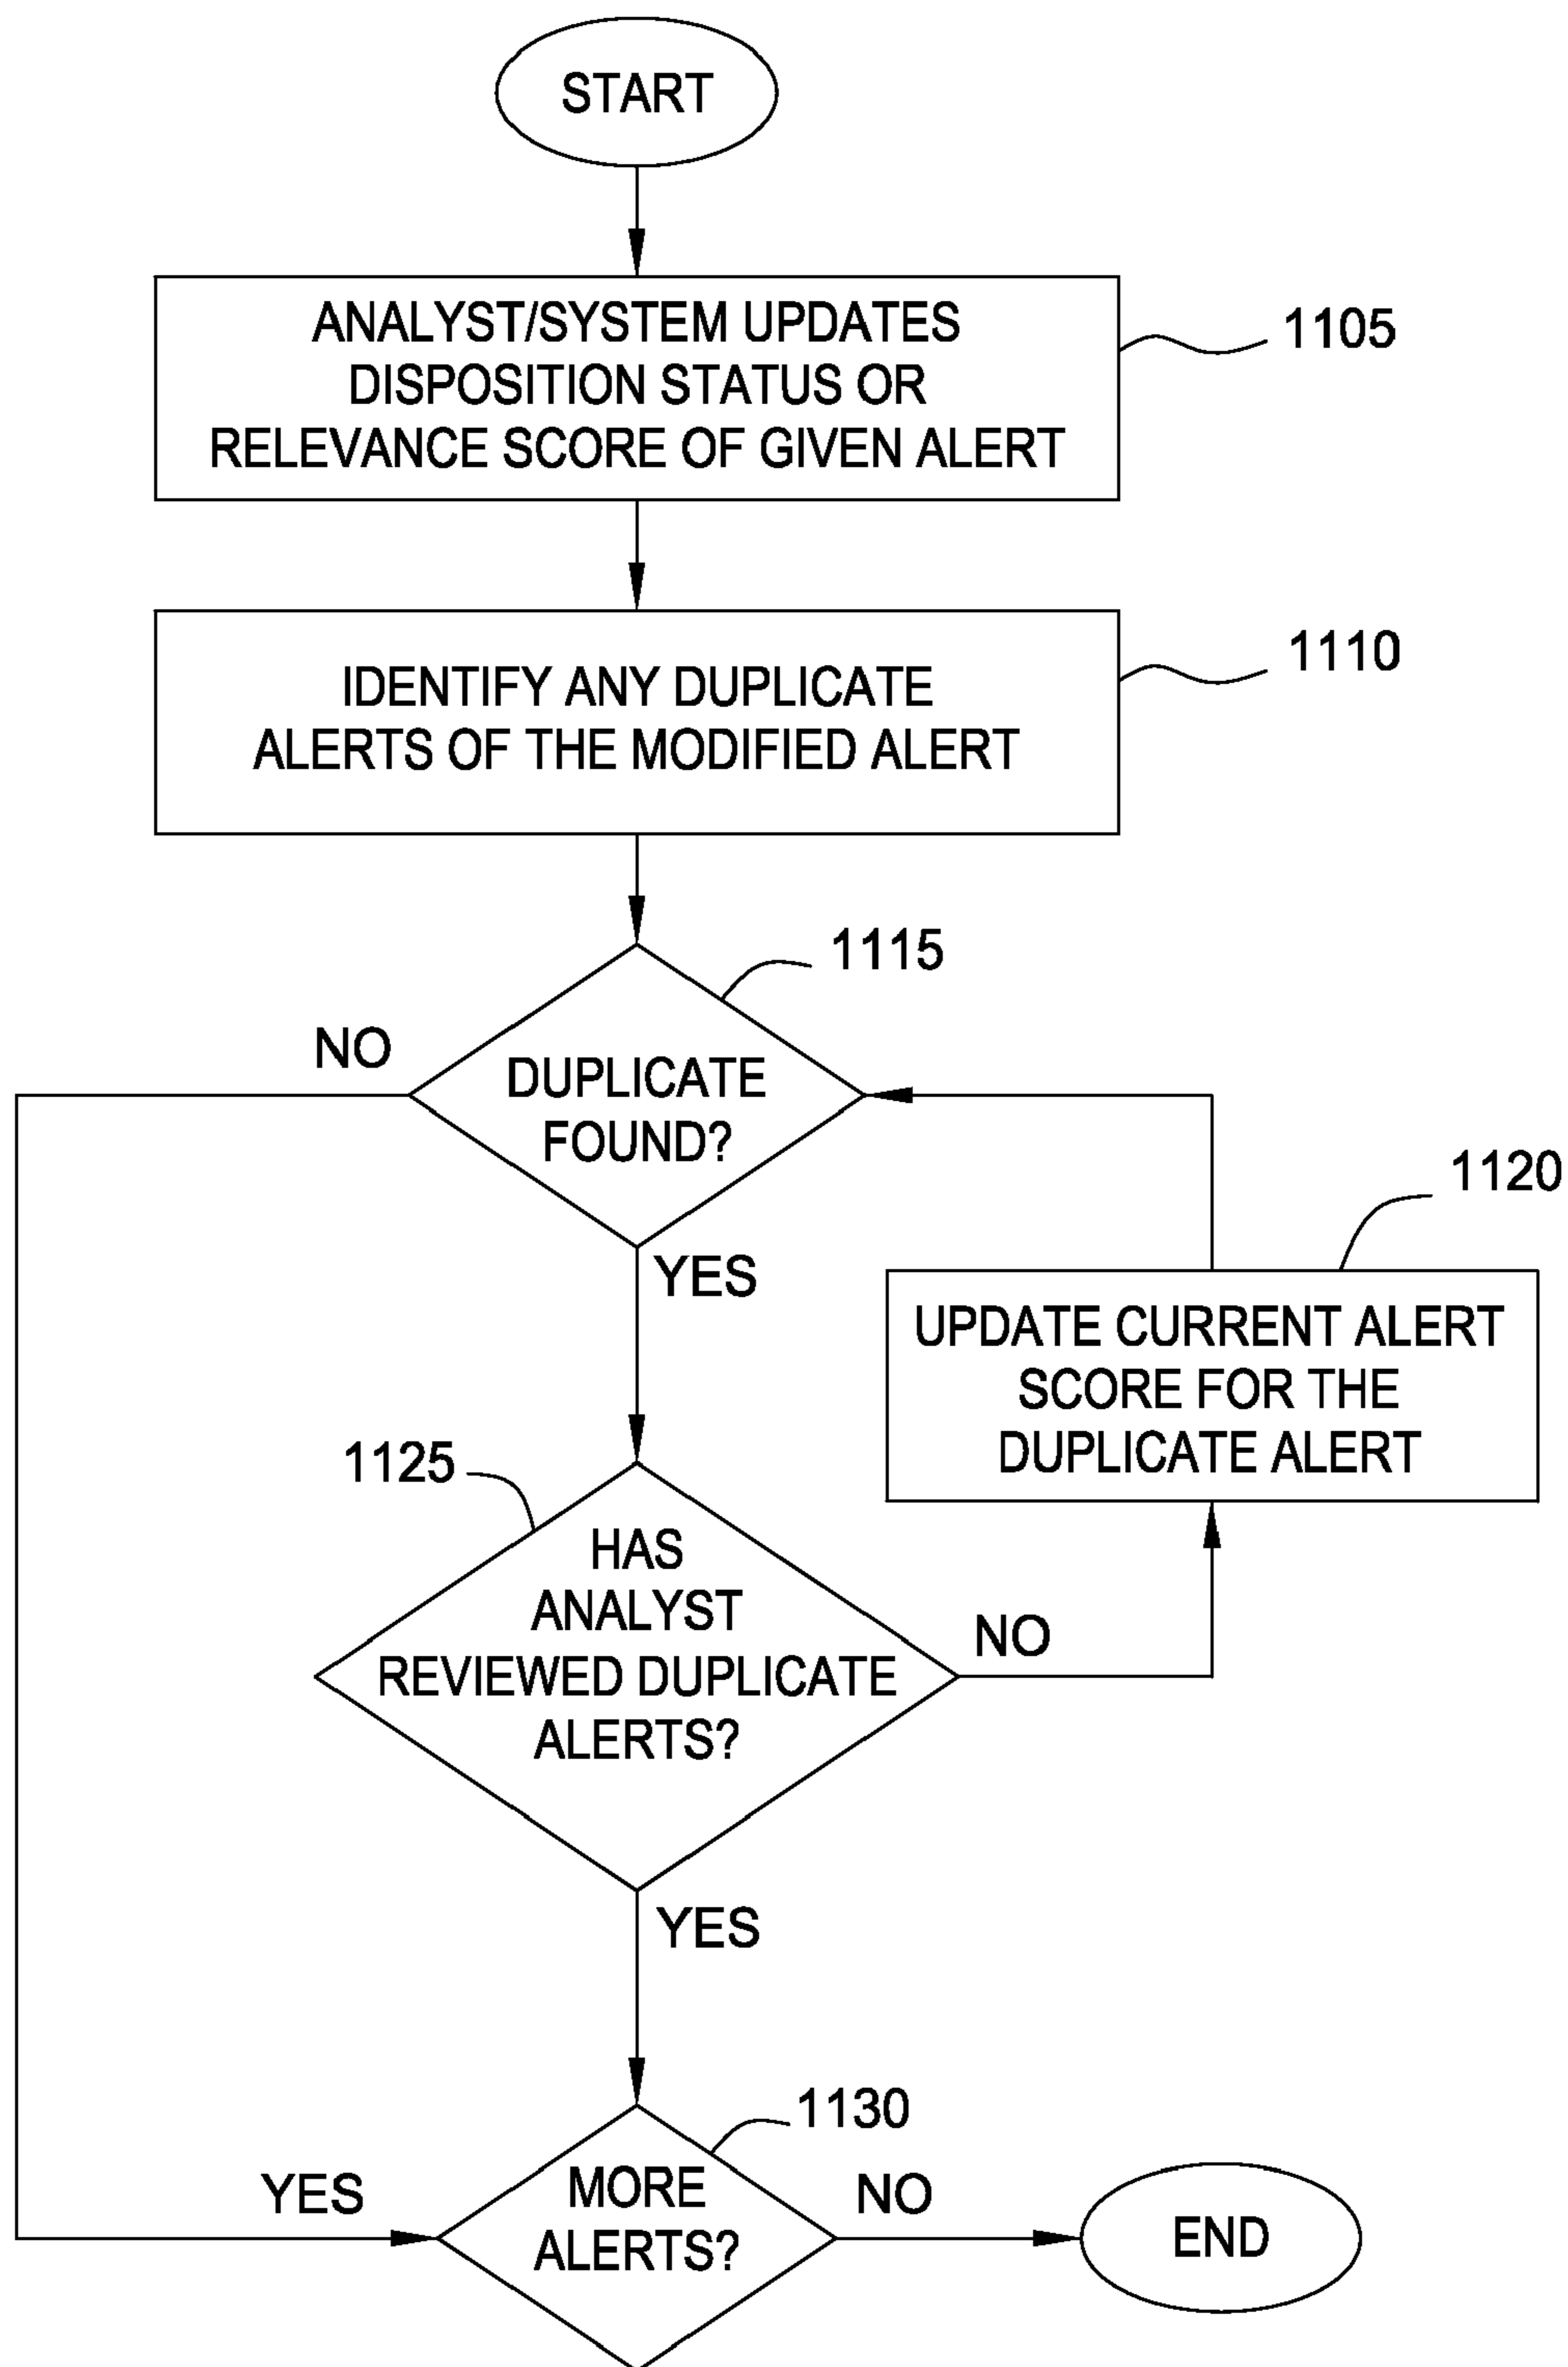 START
ANALYST/SYSTEM UPDATES
DISPOSITION STATUS OR
RELEVANCE SCORE OF GIVEN ALERT
1105
IDENTIFY ANY DUPLICATE
ALERTS OF THE MODIFIED ALERT
1110
1115
NO
DUPLICATE
FOUND?
YES
1120
UPDATE CURRENT ALERT
SCORE FOR THE
DUPLICATE ALERT
1125
HAS
ANALYST
REVIEWED DUPLICATE
ALERTS?
NO
YES
1130
YES
MORE
ALERTS?
NO
END